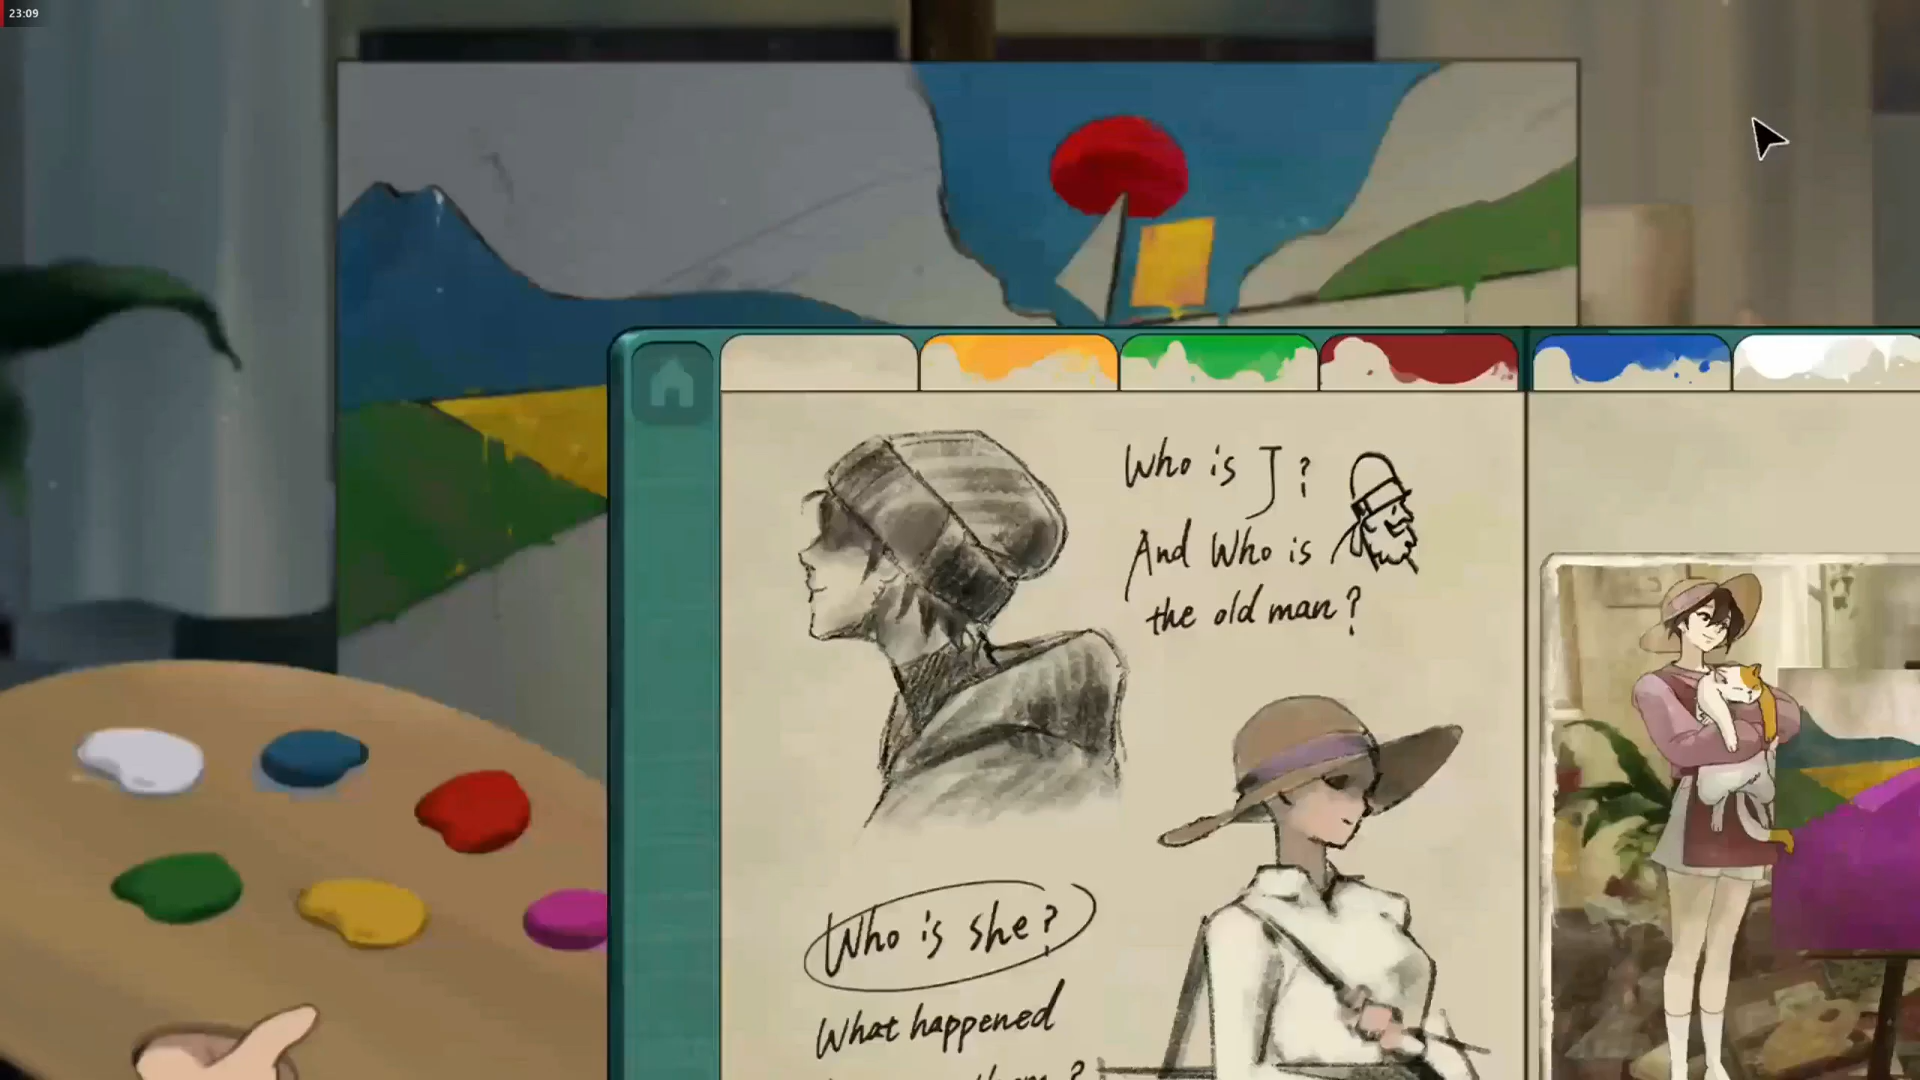 23:09
Who is J?
And Who is
the old man?
Who is she?
What happened